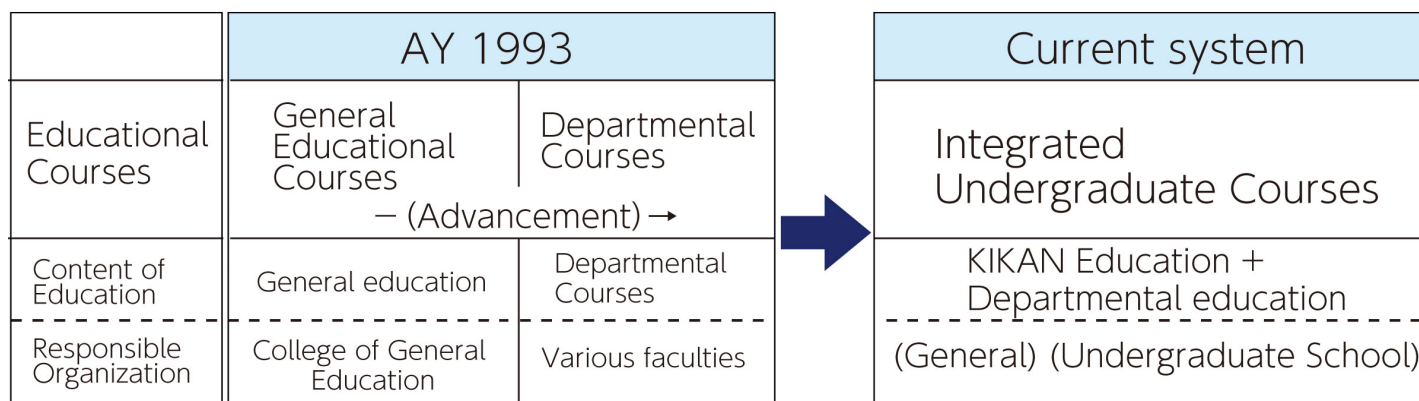 AY 1993
Current system
Educational
Courses
General
Educational
Courses
Departmental
Courses
– (Advancement) →
Integrated
Undergraduate Courses
Content of
Education
General education
Departmental
Courses
KIKAN Education +
Departmental education
Responsible
Organization
College of General
Education
Various faculties
(General) (Undergraduate School)